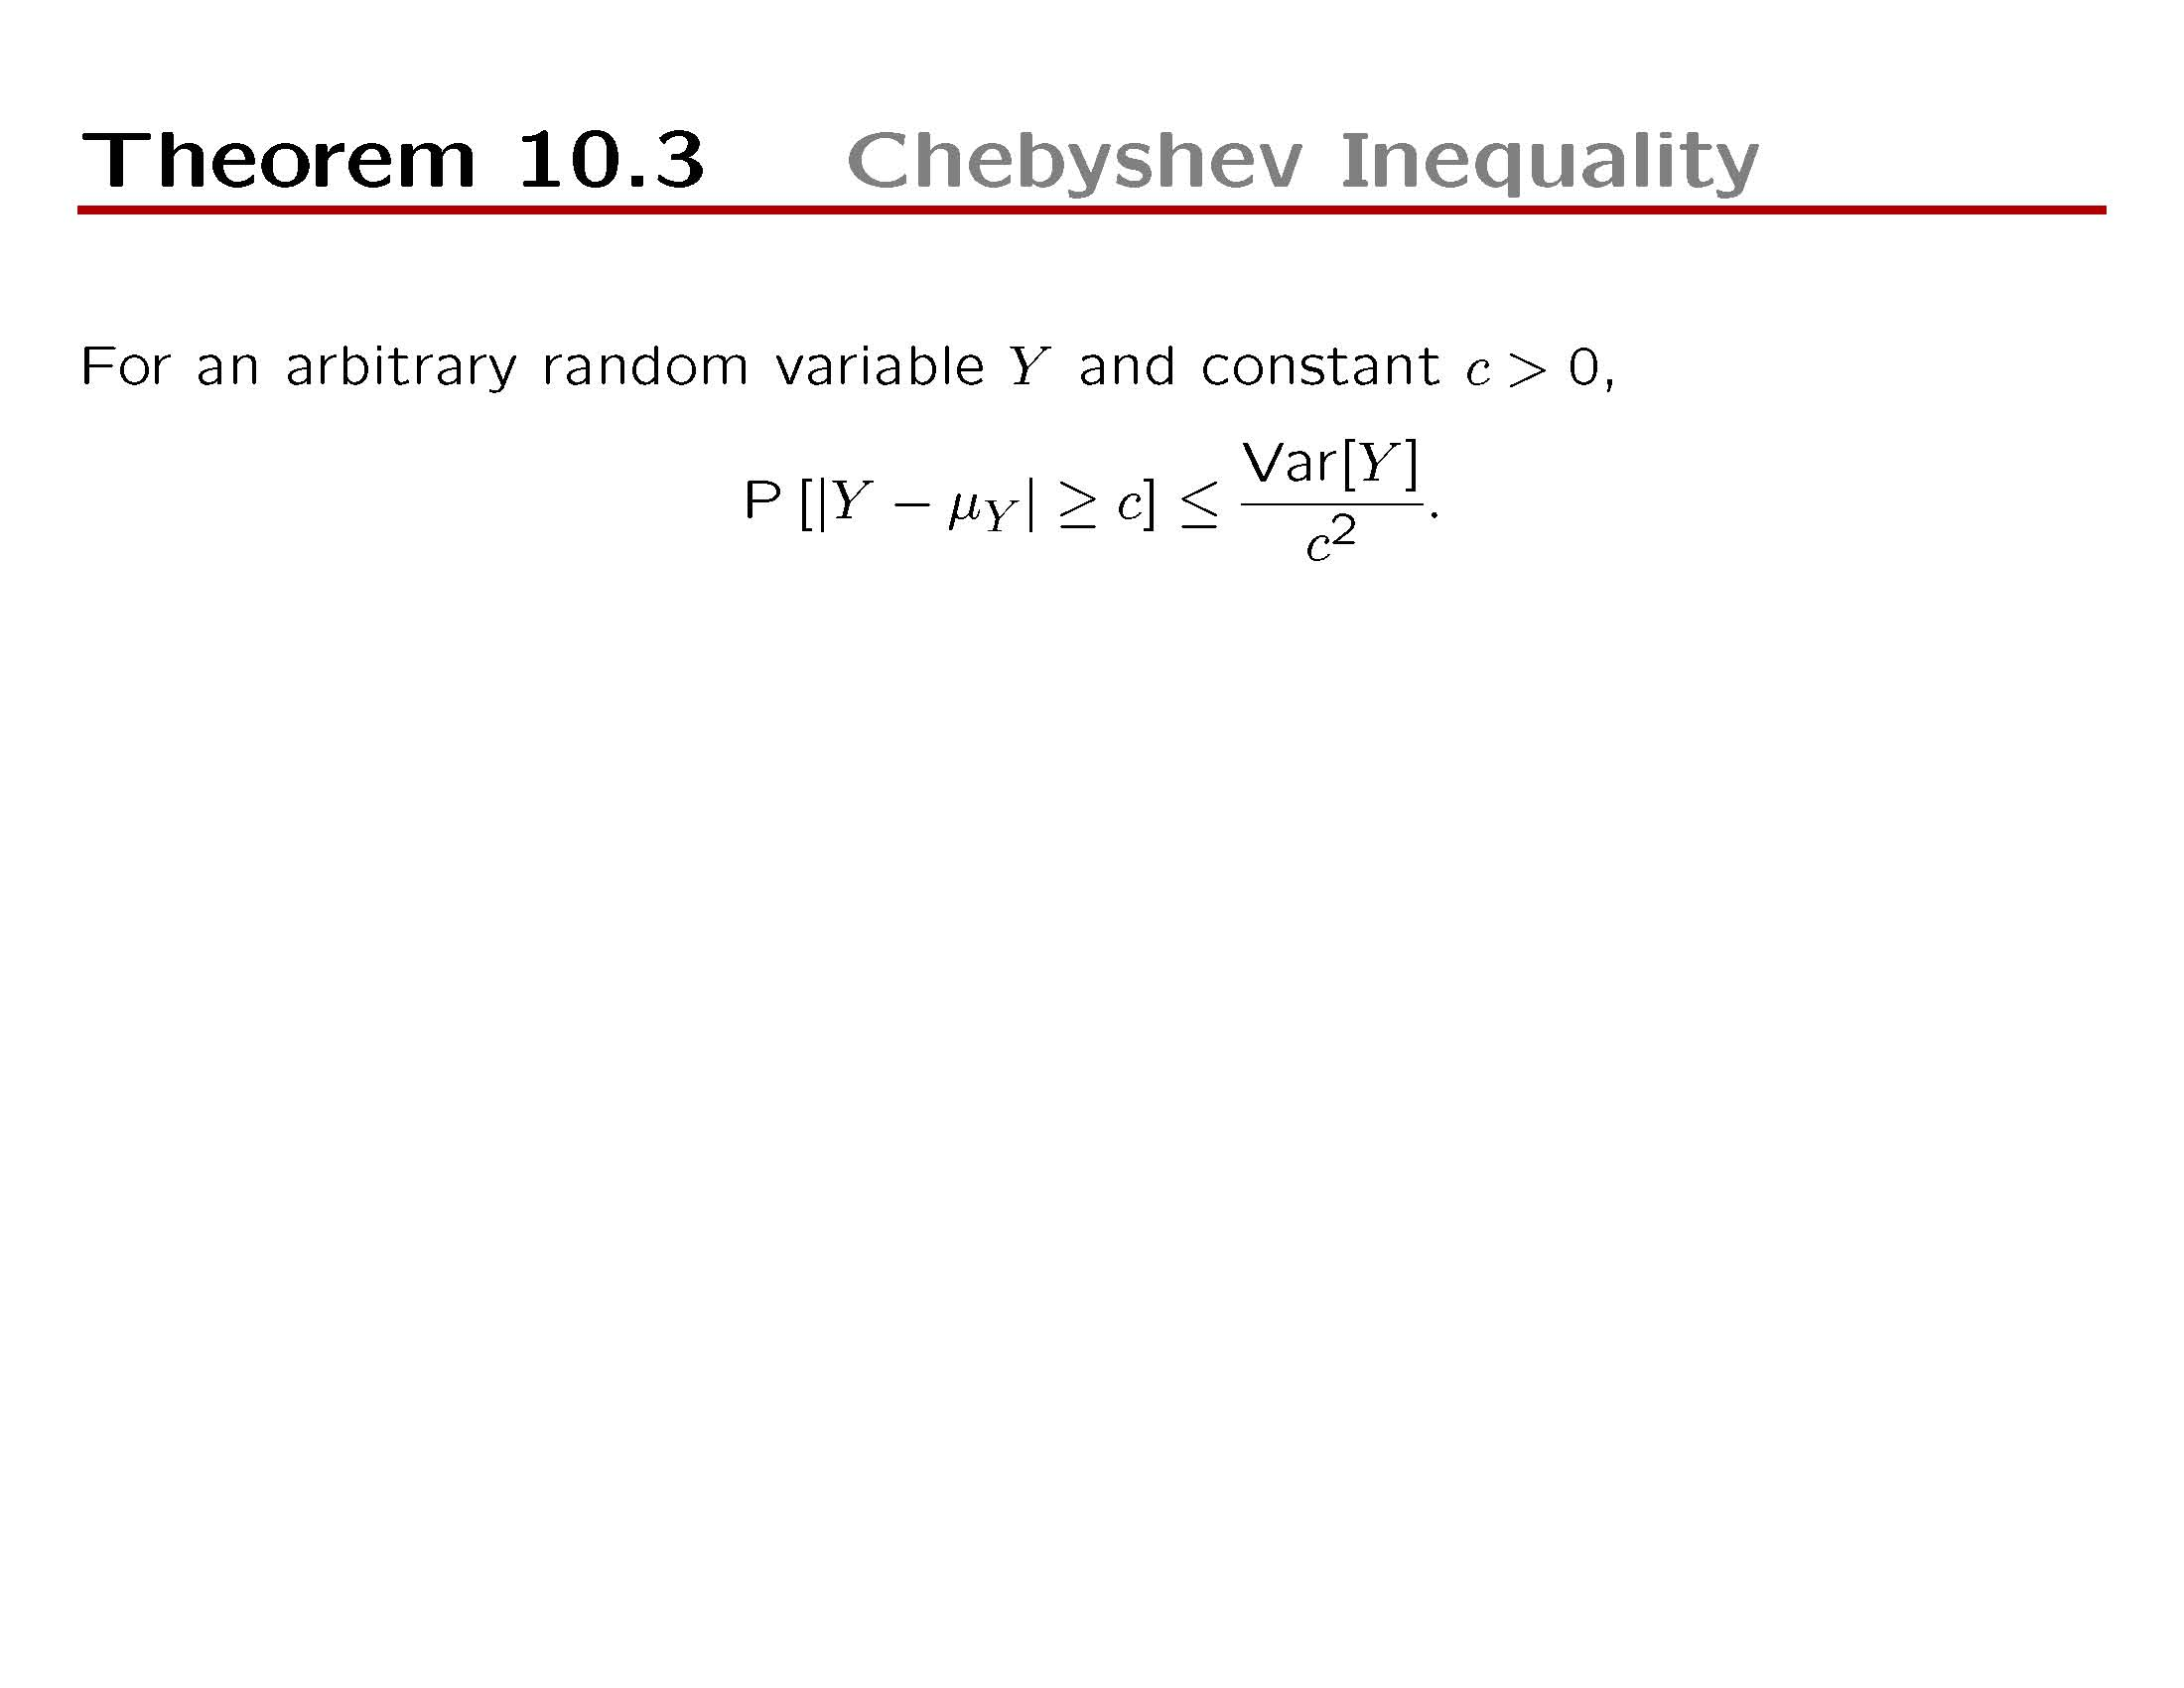 Theorem 10.3 Chebyshev Inequality
For an arbitrary random variable Y and constant c > 0,
P [|Y − μ_Y| ≥ c] ≤ Var[Y] / c².